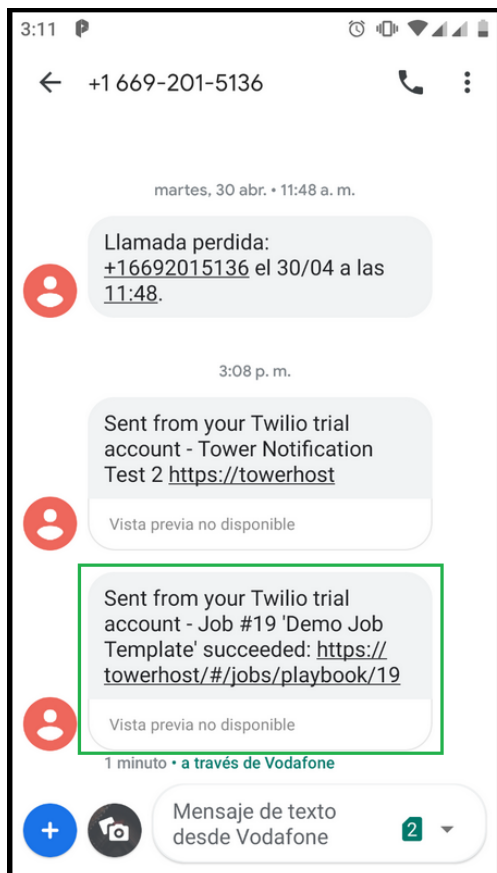 3:11
+1 669-201-5136
martes, 30 abr. • 11:48 a. m.
Llamada perdida:
+16692015136 el 30/04 a las
11:48.
3:08 p. m.
Sent from your Twilio trial
account - Tower Notification
Test 2 https://towerhost
Vista previa no disponible
Sent from your Twilio trial
account - Job #19 'Demo Job
Template' succeeded: https://
towerhost/#/jobs/playbook/19
Vista previa no disponible
1 minuto • a través de Vodafone
Mensaje de texto
desde Vodafone
2